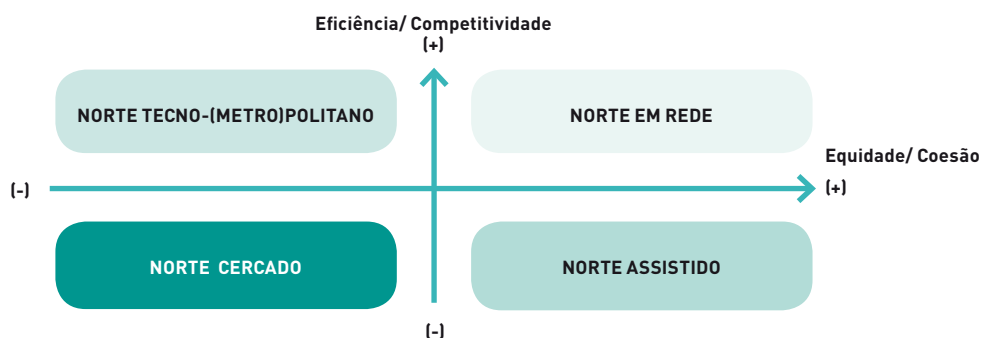 Eficiência/ Competitividade
(+)
NORTE TECNO-(METRO)POLITANO
NORTE EM REDE
Equidade/ Coesão
(-)
(+)
NORTE CERCADO
NORTE ASSISTIDO
(-)